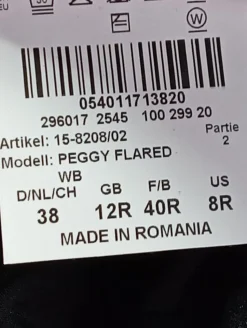 EU
W
054011713820
296017 2545 100 299 20
Artikel: 15-8208/02 Partie
2
Modell: PEGGY FLARED
WB
D/NL/CH GB F/B US
38 12R 40R 8R
MADE IN ROMANIA